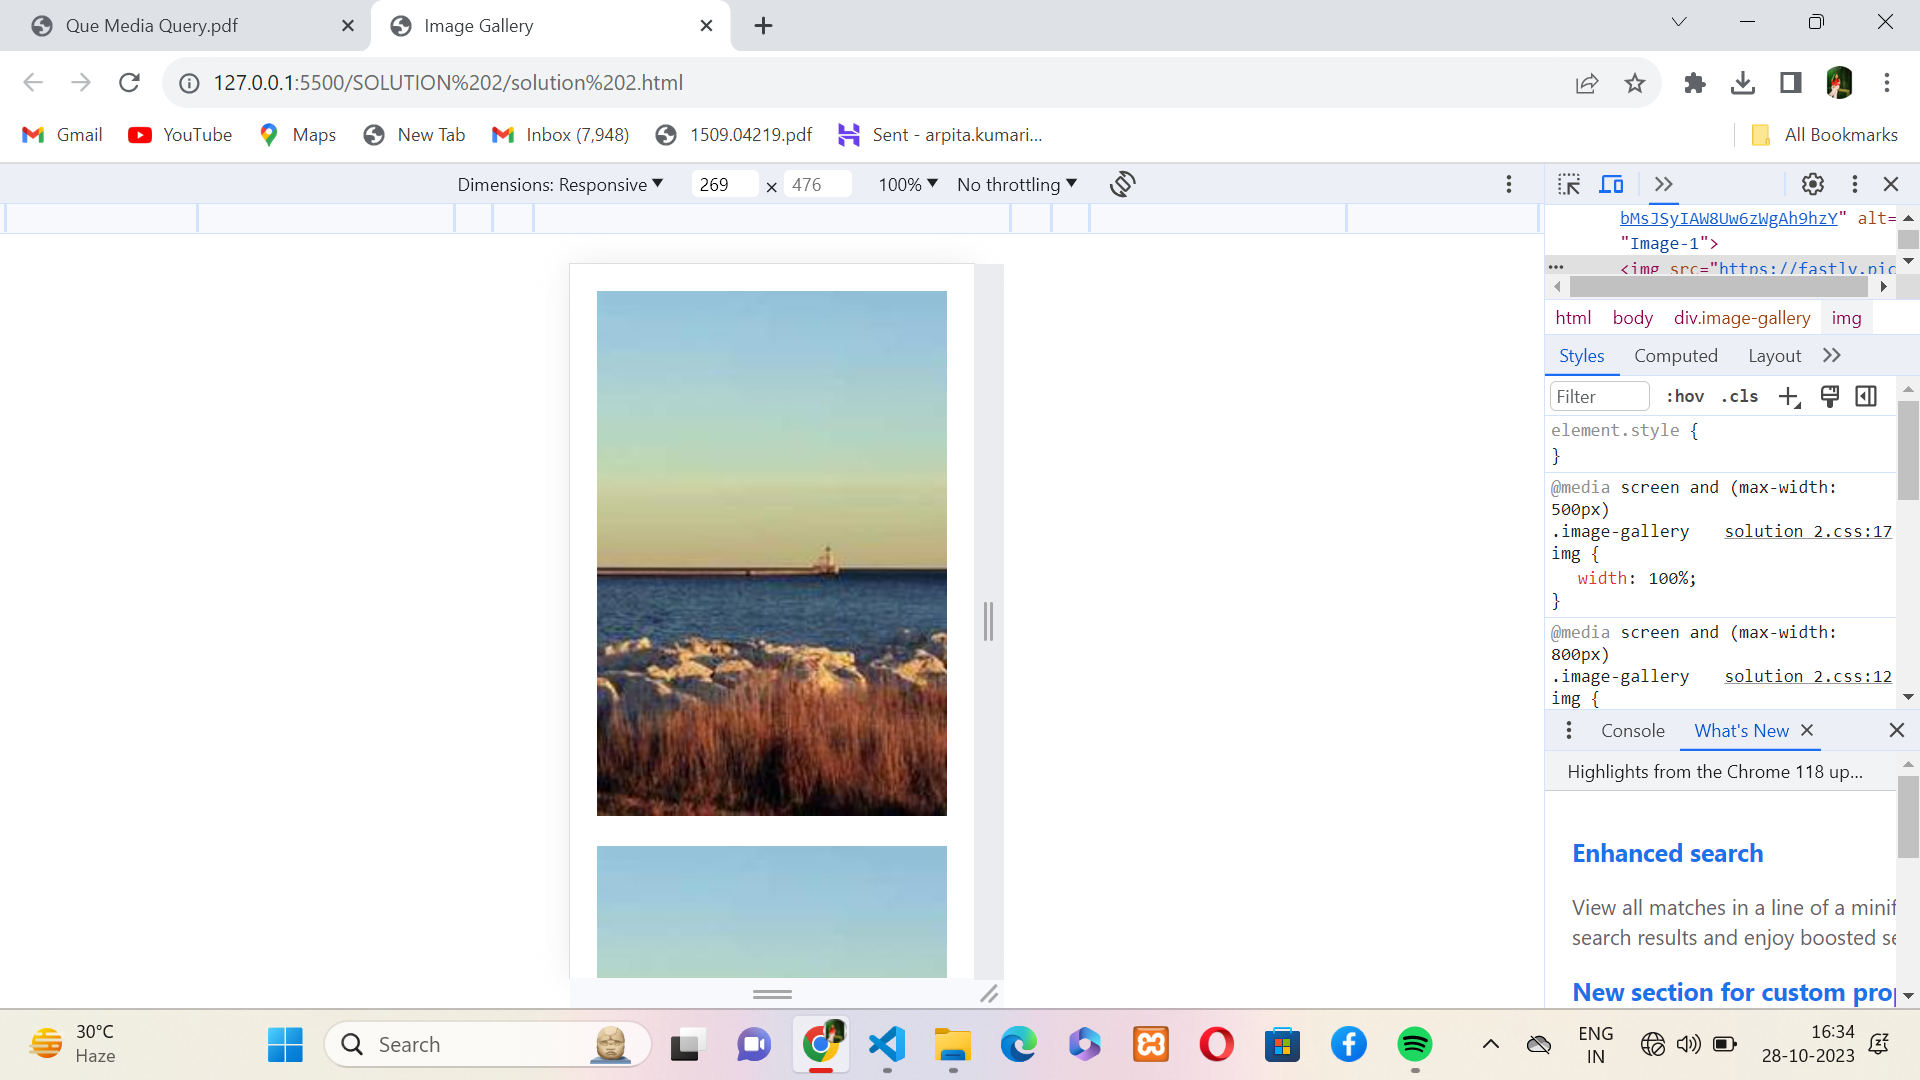 Que Media Query.pdf
Image Gallery
127.0.0.1:5500/SOLUTION%202/solution%202.html
Gmail
YouTube
Maps
New Tab
Inbox (7,948)
1509.04219.pdf
Sent - arpita.kumari...
All Bookmarks
Dimensions: Responsive
269
×
476
100%
No throttling
bMsJSyIAW8Uw6zWgAh9hzY" alt=
"Image-1">
<img src="https://fastly.pic
html body div.image-gallery img
Styles Computed Layout
Filter
:hov .cls
element.style {
}
@media screen and (max-width:
500px)
.image-gallery solution 2.css:17
img {
width: 100%;
}
@media screen and (max-width:
800px)
.image-gallery solution 2.css:12
img {
Console What's New
Highlights from the Chrome 118 up...
Enhanced search
View all matches in a line of a minif
search results and enjoy boosted se
New section for custom prop
30°C
Haze
Search
ENG
IN
16:34
28-10-2023